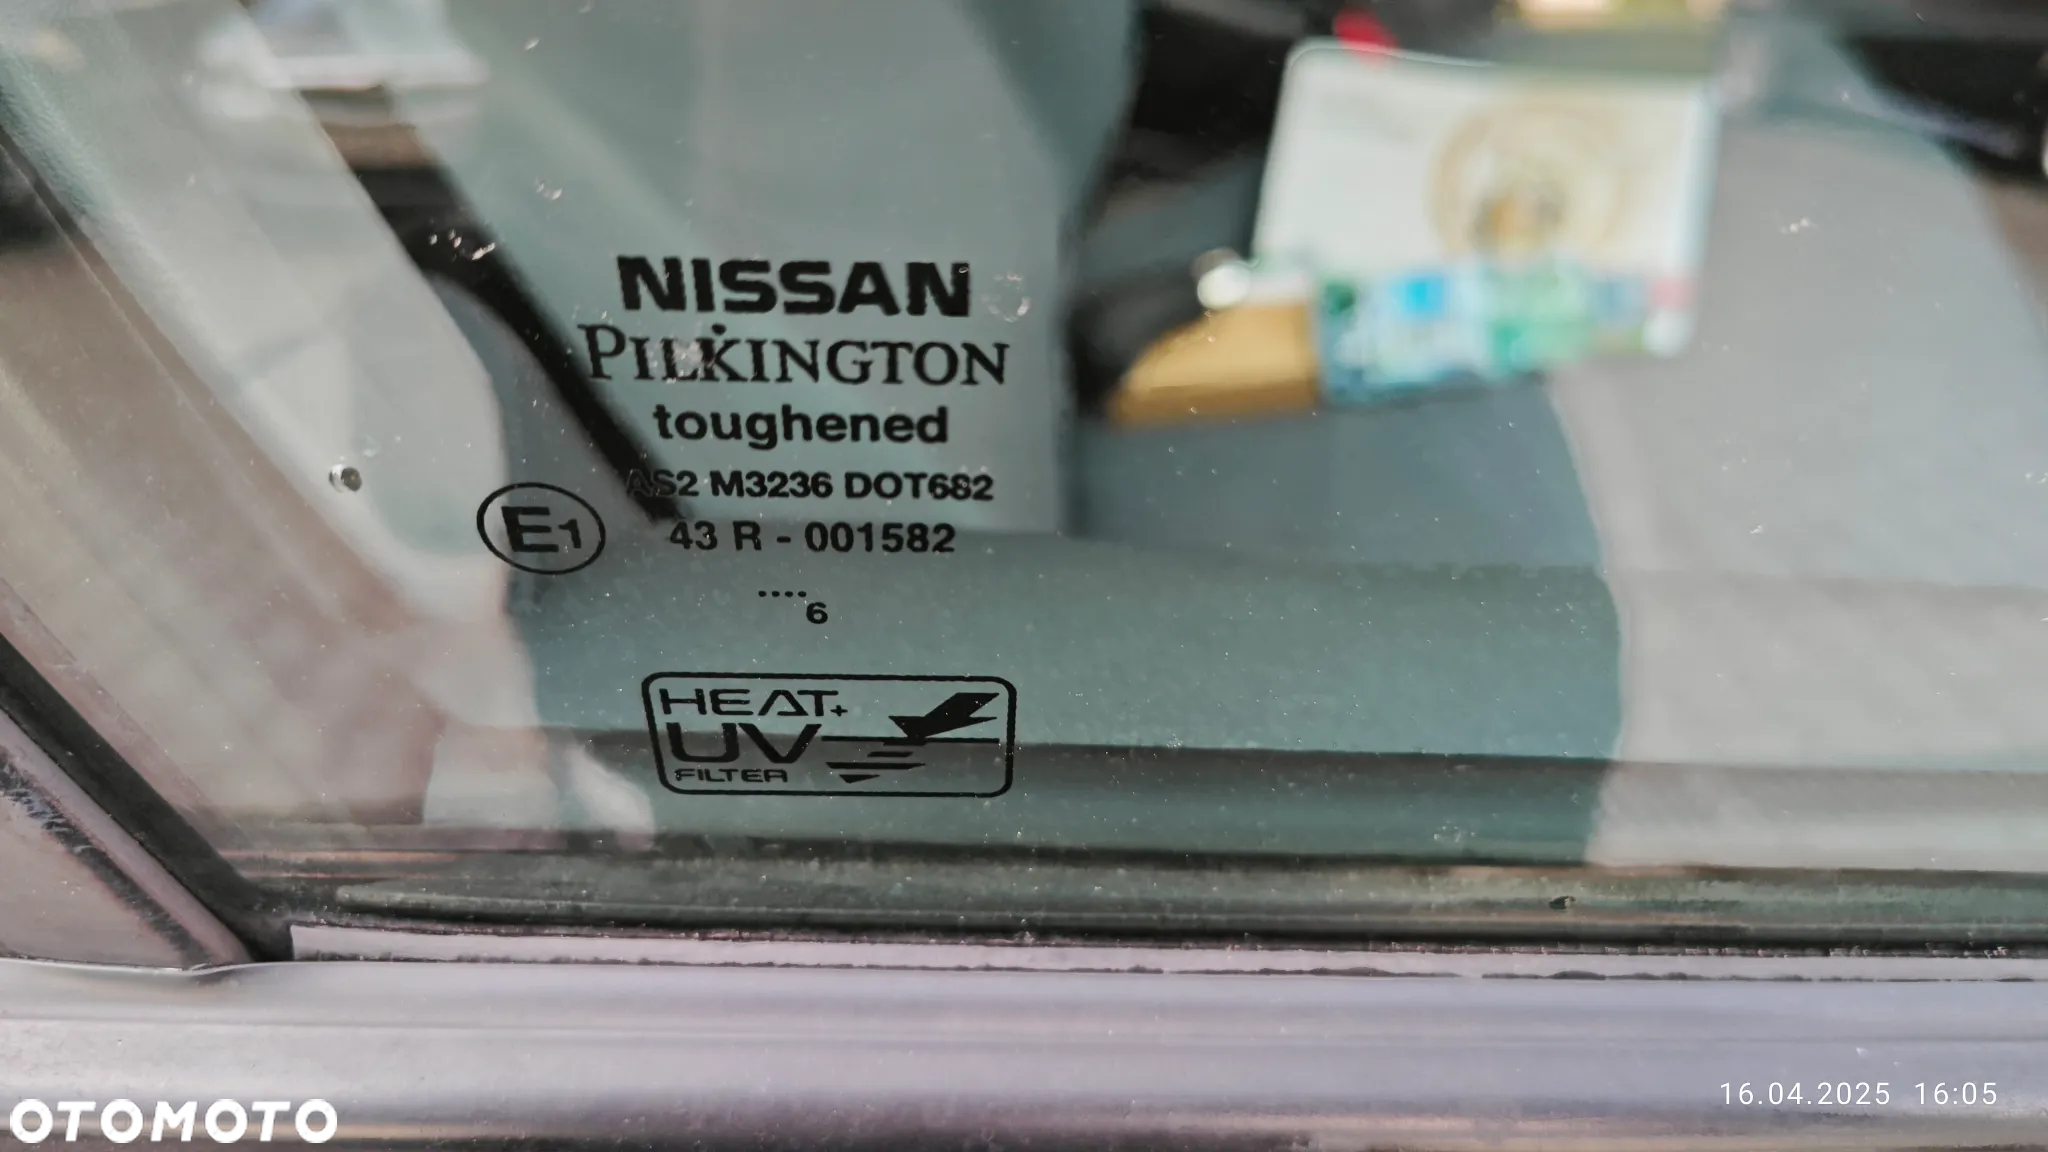 NISSAN
PILKINGTON
toughened
AS2 M3236 DOT682
E1
43 R - 001582
....
6
HEAT+
UV
FILTER
16.04.2025 16:05
OTOMOTO